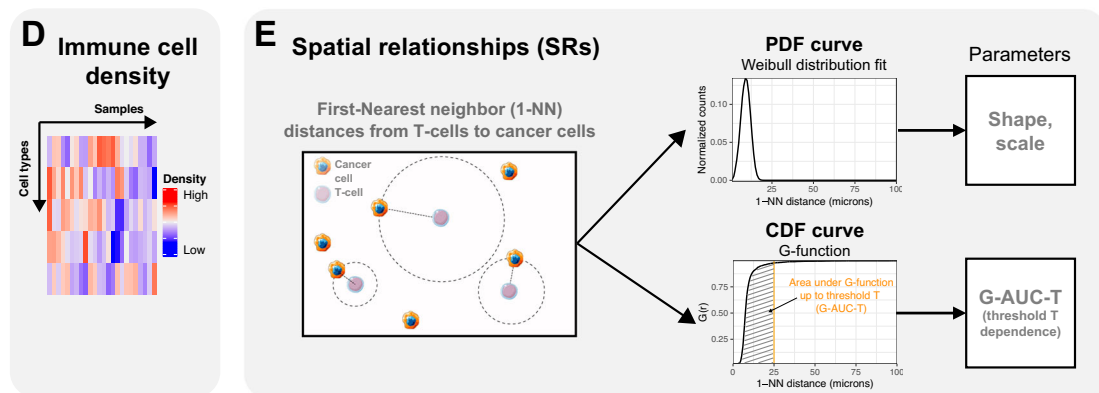 D
Immune cell
density
Samples
Cell types
Density
High
Low
E
Spatial relationships (SRs)
First-Nearest neighbor (1-NN)
distances from T-cells to cancer cells
Cancer
cell
T-cell
PDF curve
Weibull distribution fit
Normalized counts
0.10
0.05
0.00
0
25
50
75
100
1−NN distance (microns)
CDF curve
G-function
G(r)
0.75
0.50
0.25
Area under G-function
up to threshold T
(G-AUC-T)
0
25
50
75
100
1−NN distance (microns)
Parameters
Shape,
scale
G-AUC-T
(threshold T
dependence)